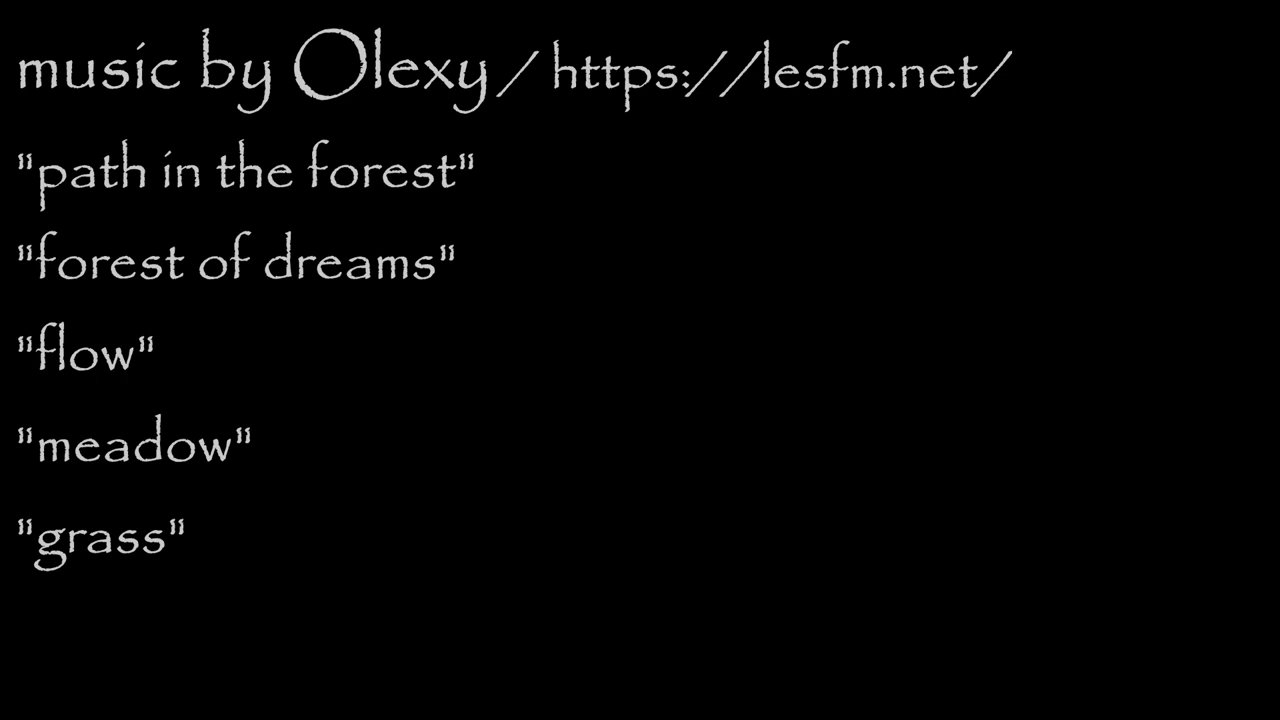 music by Olexy / https://lesfm.net/
"path in the forest"
"forest of dreams"
"flow"
"meadow"
"grass"